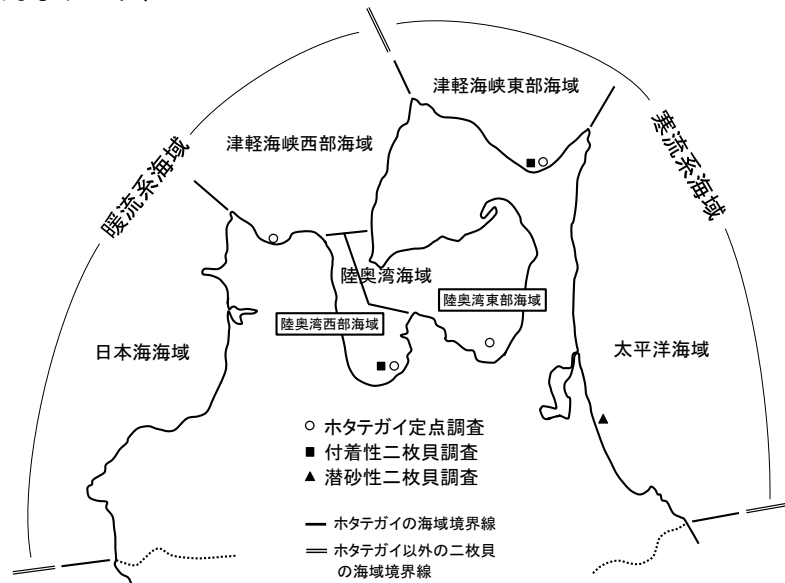 津軽海峡東部海域
津軽海峡西部海域
暖流系海域
寒流系海域
陸奥湾海域
陸奥湾東部海域
陸奥湾西部海域
日本海海域
太平洋海域
○ ホタテガイ定点調査
■ 付着性二枚貝調査
▲ 潜砂性二枚貝調査
ホタテガイの海域境界線
ホタテガイ以外の二枚貝
の海域境界線